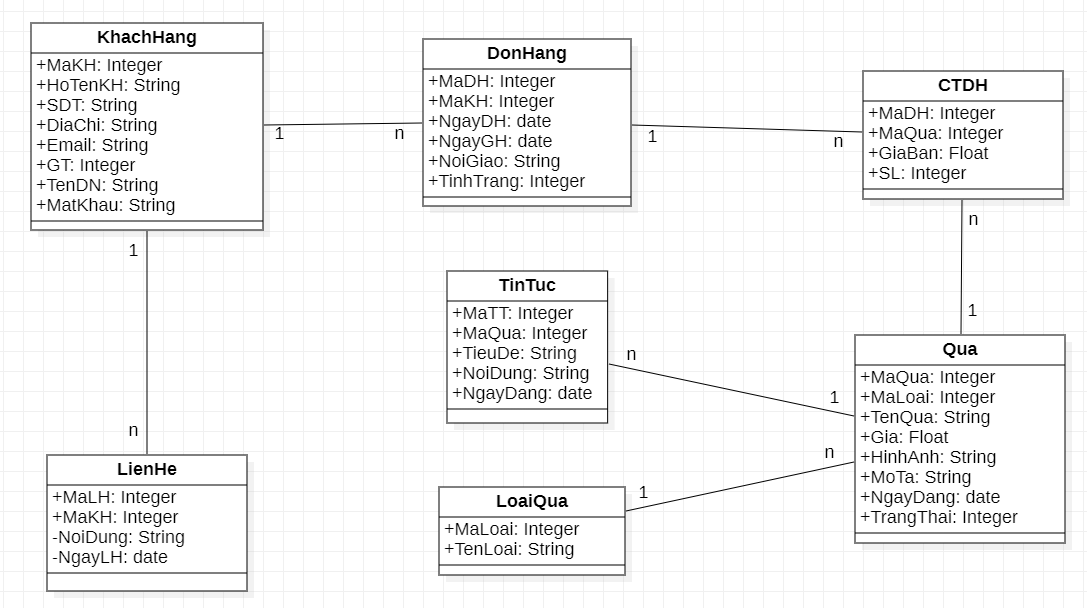 KhachHang
+MaKH: Integer
+HoTenKH: String
+SDT: String
+DiaChi: String
+Email: String
+GT: Integer
+TenDN: String
+MatKhau: String
1
n
DonHang
+MaDH: Integer
+MaKH: Integer
+NgayDH: date
+NgayGH: date
+NoiGiao: String
+TinhTrang: Integer
1
n
CTDH
+MaDH: Integer
+MaQua: Integer
+GiaBan: Float
+SL: Integer
n
1
1
n
TinTuc
+MaTT: Integer
+MaQua: Integer
+TieuDe: String
+NoiDung: String
+NgayDang: date
n
1
Qua
+MaQua: Integer
+MaLoai: Integer
+TenQua: String
+Gia: Float
+HinhAnh: String
+MoTa: String
+NgayDang: date
+TrangThai: Integer
n
1
LienHe
+MaLH: Integer
+MaKH: Integer
-NoiDung: String
-NgayLH: date
LoaiQua
+MaLoai: Integer
+TenLoai: String